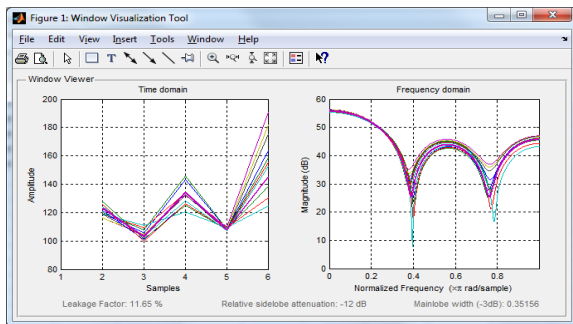 Figure 1: Window Visualization Tool
File Edit View Insert Tools Window Help
Window Viewer
Time domain
200
180
160
140
120
100
80
1 2 3 4 5 6
Samples
Amplitude
Frequency domain
60
50
40
30
20
10
0
0 0.2 0.4 0.6 0.8
Normalized Frequency (×π rad/sample)
Magnitude (dB)
Leakage Factor: 11.65 %
Relative sidelobe attenuation: -12 dB
Mainlobe width (-3dB): 0.35156